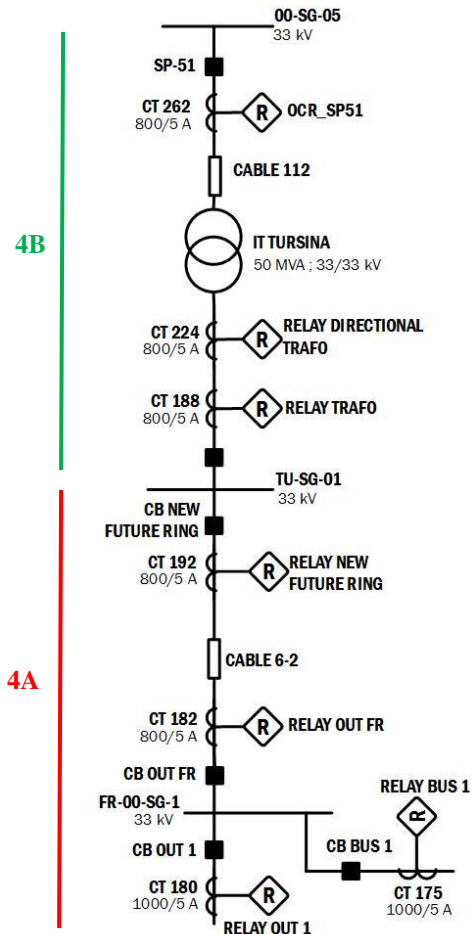 00-SG-05
33 kV
SP-51
CT 262
800/5 A
R
OCR_SP51
CABLE 112
4B
IT TURSINA
50 MVA ; 33/33 kV
CT 224
800/5 A
R
RELAY DIRECTIONAL
TRAFO
CT 188
800/5 A
R
RELAY TRAFO
TU-SG-01
33 kV
CB NEW
FUTURE RING
CT 192
800/5 A
R
RELAY NEW
FUTURE RING
CABLE 6-2
4A
CT 182
800/5 A
R
RELAY OUT FR
CB OUT FR
FR-00-SG-1
33 kV
RELAY BUS 1
R
CB OUT 1
CB BUS 1
CT 180
1000/5 A
R
RELAY OUT 1
CT 175
1000/5 A